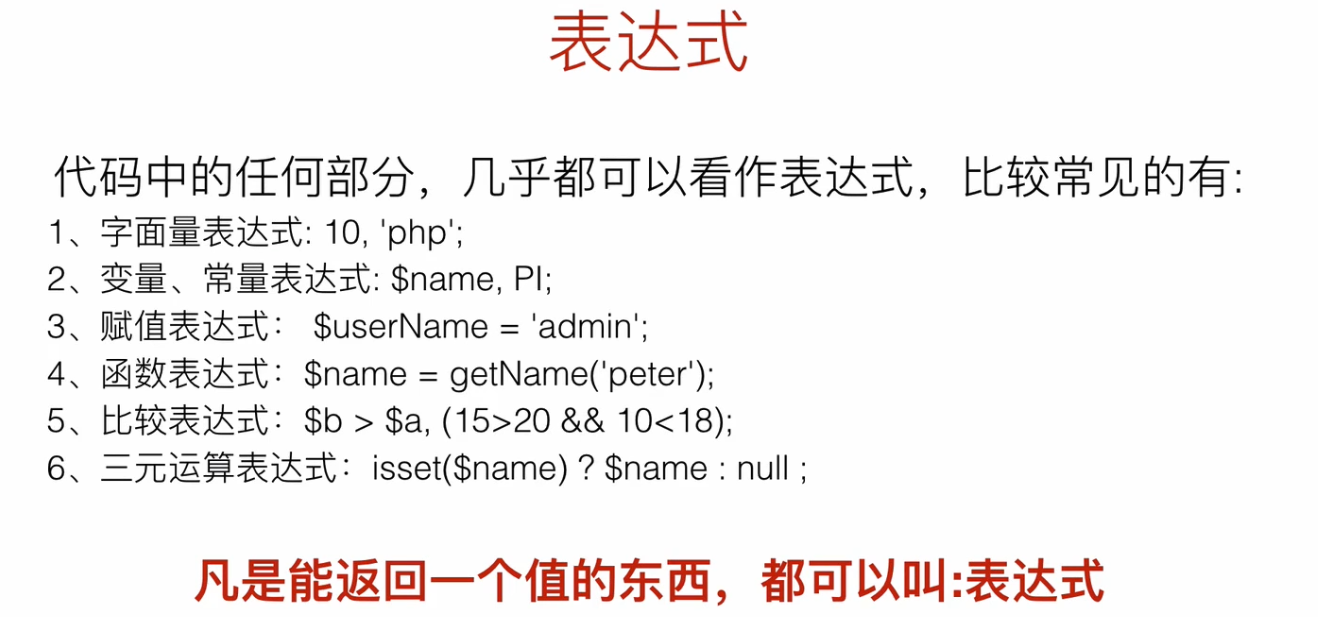 表达式
代码中的任何部分，几乎都可以看作表达式，比较常见的有:
1、字面量表达式: 10, 'php';
2、变量、常量表达式: $name, PI;
3、赋值表达式： $userName = 'admin';
4、函数表达式：$name = getName('peter');
5、比较表达式：$b > $a, (15>20 && 10<18);
6、三元运算表达式：isset($name) ? $name : null ;
凡是能返回一个值的东西，都可以叫:表达式